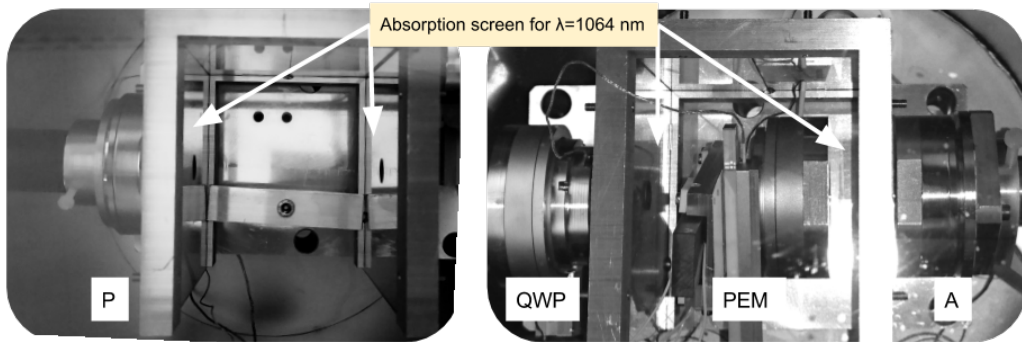 Absorption screen for λ=1064 nm
P
QWP
PEM
A